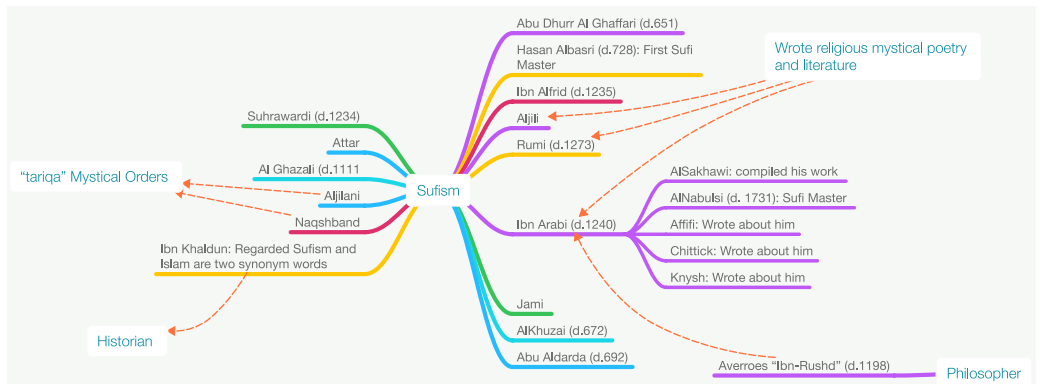 Abu Dhurr Al Ghaffari (d.651)
Hasan Albasri (d.728): First Sufi
Master
Ibn Alfrid (d.1235)
Aljili
Rumi (d.1273)
Wrote religious mystical poetry
and literature
Suhrawardi (d.1234)
Attar
Al Ghazali (d.1111
Aljilani
Naqshband
Ibn Khaldun: Regarded Sufism and
Islam are two synonym words
"tariqa" Mystical Orders
Historian
Sufism
Ibn Arabi (d.1240)
AlSakhawi: compiled his work
AlNabulsi (d. 1731): Sufi Master
Affifi: Wrote about him
Chittick: Wrote about him
Knysh: Wrote about him
Jami
AlKhuzai (d.672)
Abu Aldarda (d.692)
Averroes "Ibn-Rushd" (d.1198)
Philosopher